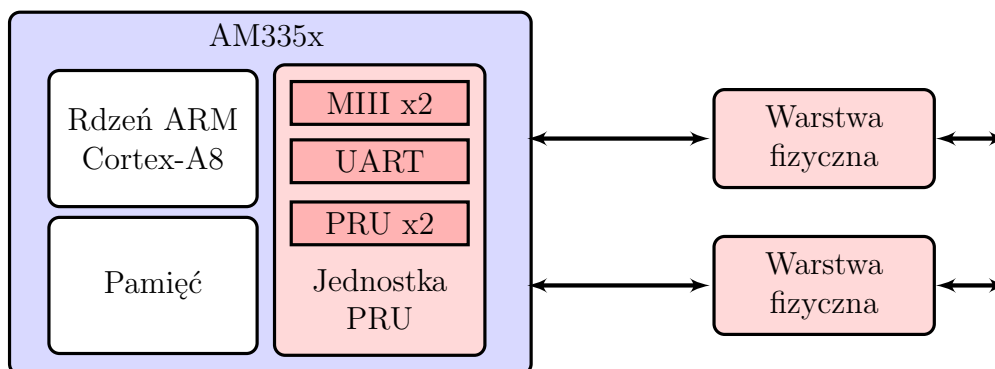 AM335x
Rdzeń ARM
Cortex-A8
Pamięć
MIII x2
UART
PRU x2
Jednostka
PRU
Warstwa
fizyczna
Warstwa
fizyczna